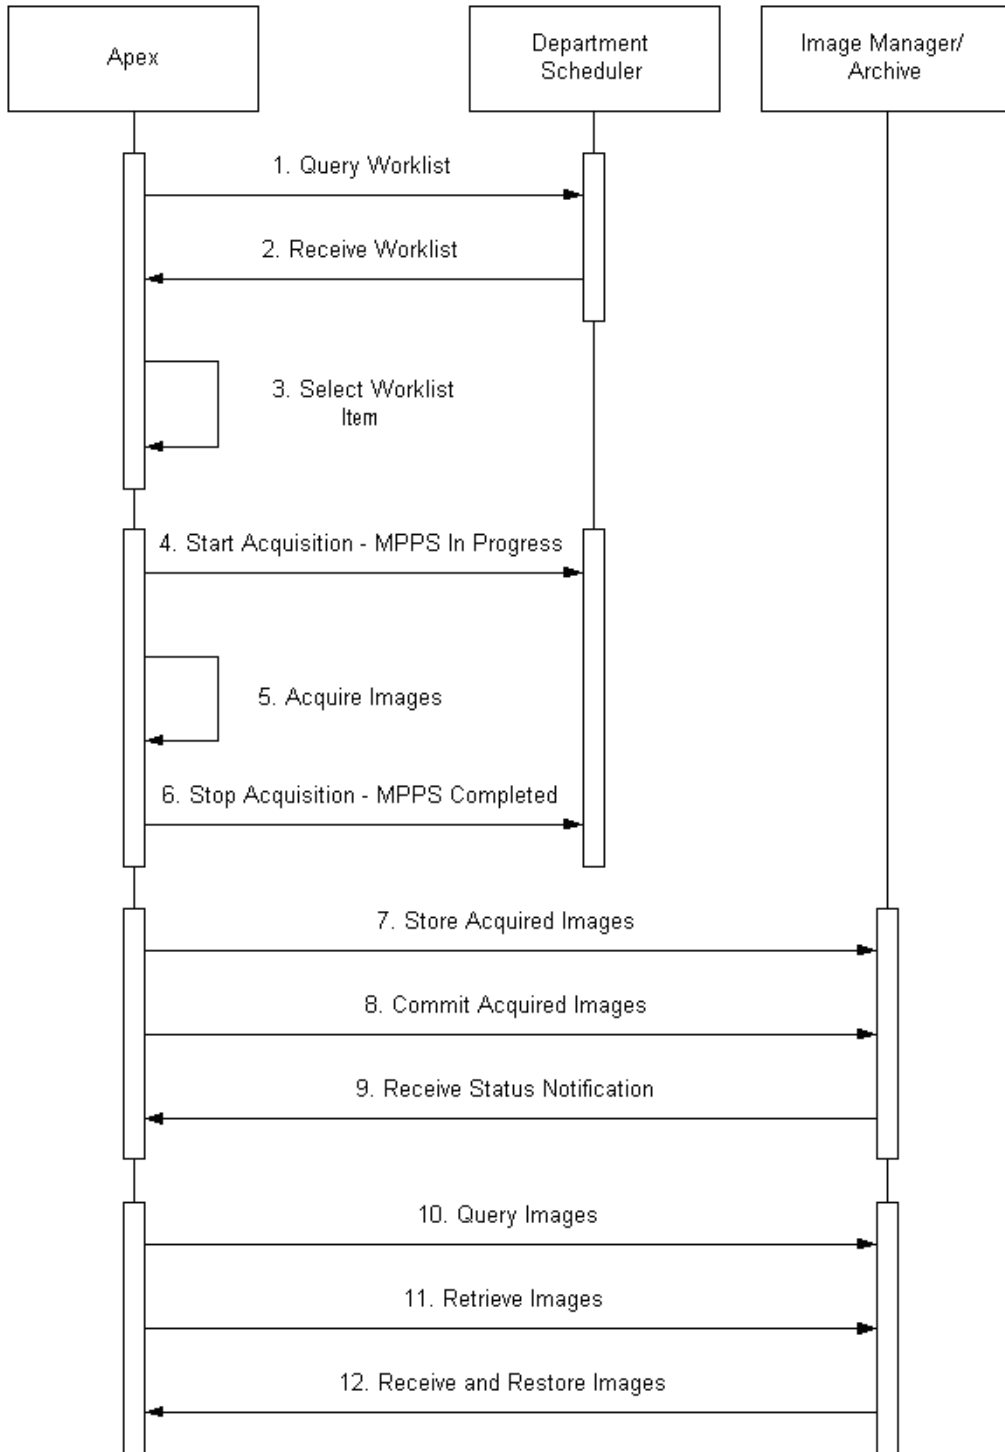 Apex
Department
Scheduler
Image Manager/
Archive
1. Query Worklist
2. Receive Worklist
3. Select Worklist
Item
4. Start Acquisition - MPPS In Progress
5. Acquire Images
6. Stop Acquisition - MPPS Completed
7. Store Acquired Images
8. Commit Acquired Images
9. Receive Status Notification
10. Query Images
11. Retrieve Images
12. Receive and Restore Images